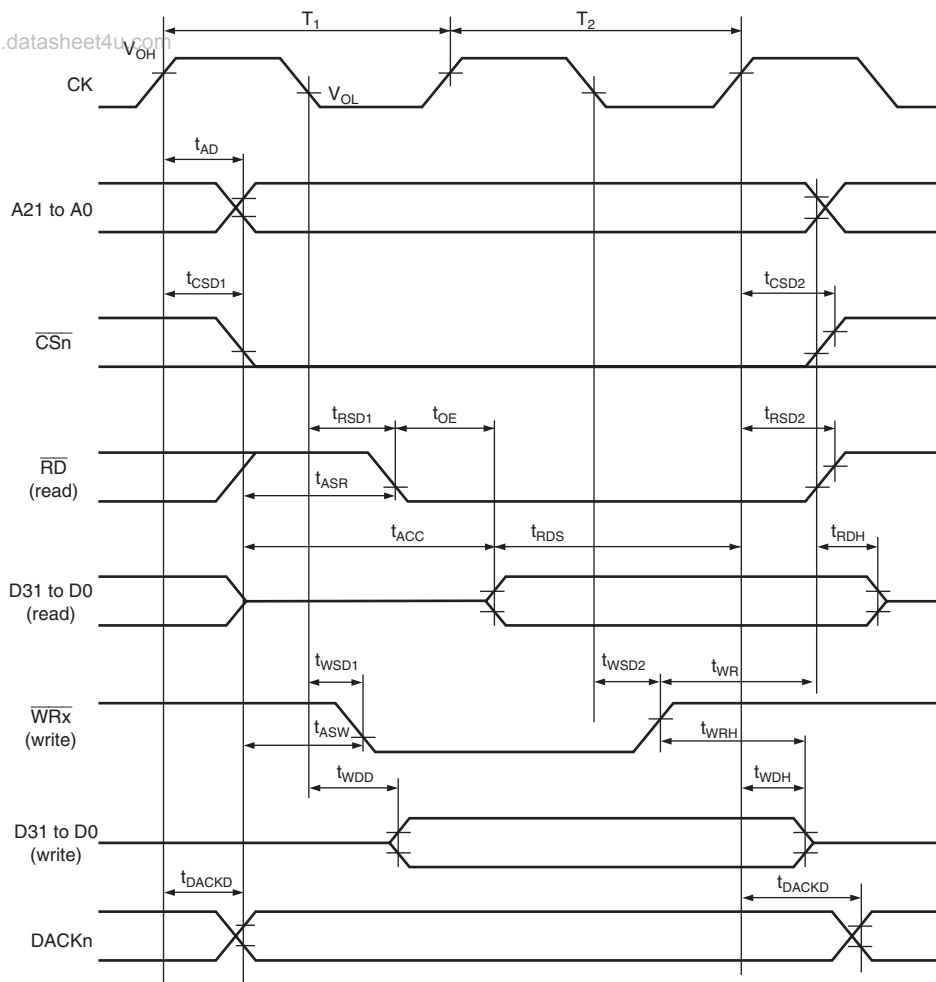 T1 T2
.datasheet4u.com
VOH
CK
VOL
tAD
A21 to A0
tCSD1 tCSD2
CSn
tRSD1 tOE tRSD2
RD
(read)
tASR
tACC tRDS tRDH
D31 to D0
(read)
tWSD1 tWSD2 tWR
WRx
(write)
tASW tWRH
tWDD tWDH
D31 to D0
(write)
tDACKD tDACKD
DACKn